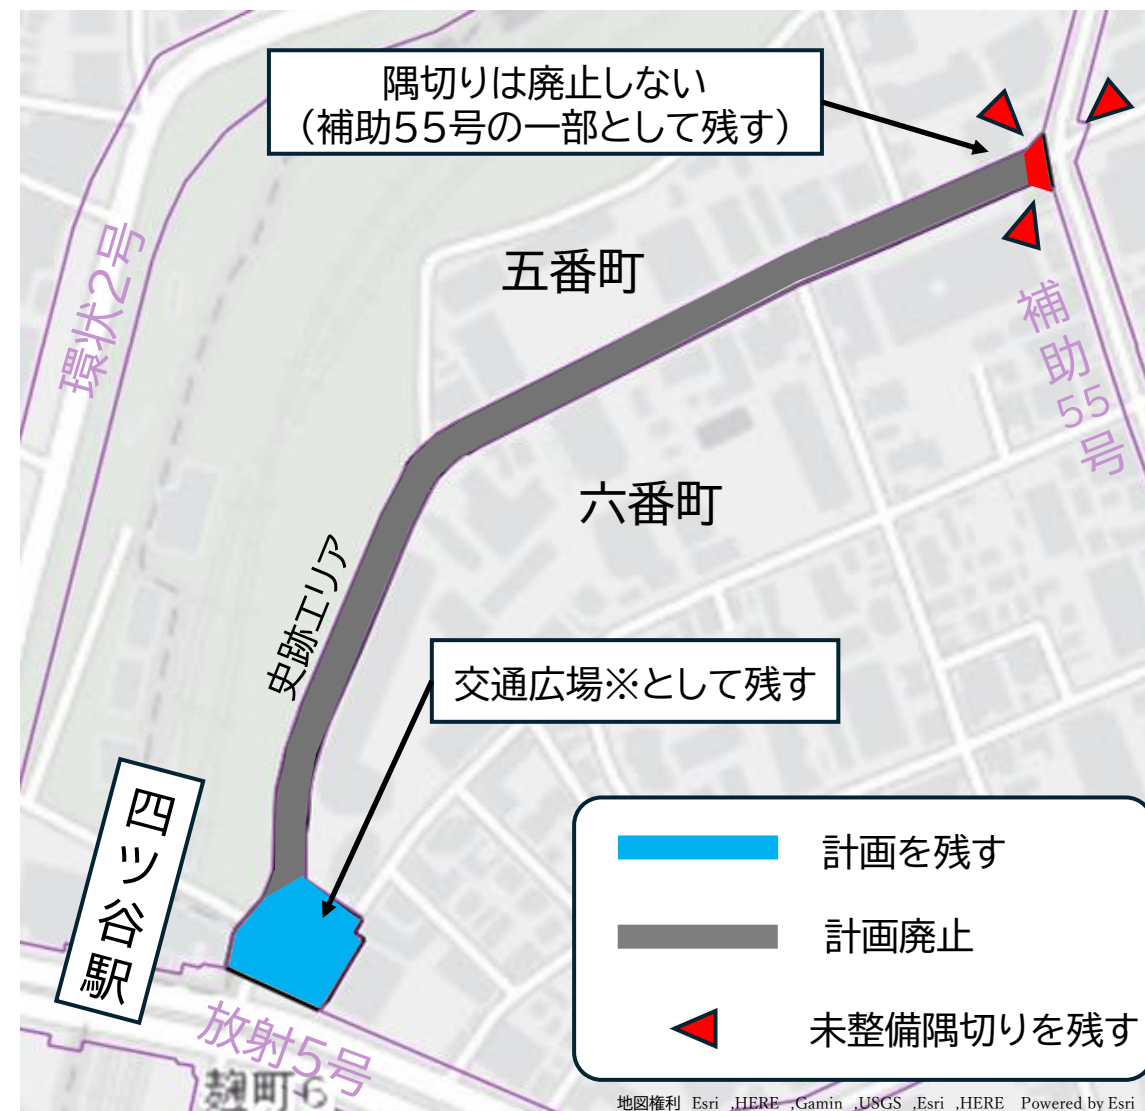 隅切りは廃止しない
（補助55号の一部として残す）
環状2号
五番町
補助55号
六番町
史跡エリア
交通広場※として残す
四ツ谷駅
放射5号
麹町6
計画を残す
計画廃止
未整備隅切りを残す
地図権利 Esri ,HERE ,Gamin ,USGS ,Esri ,HERE Powered by Esri